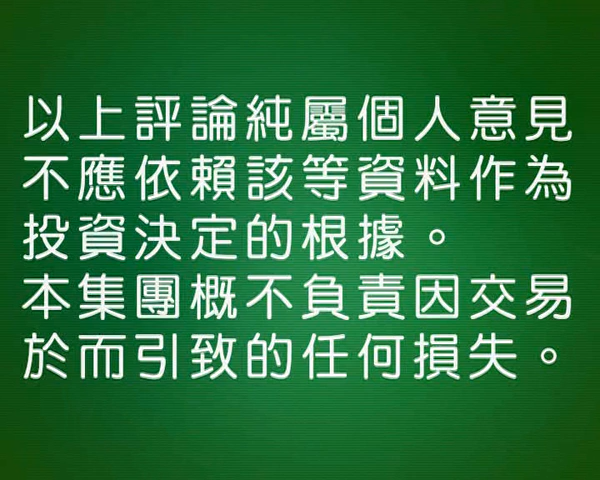 以上評論純屬個人意見
不應依賴該等資料作為
投資決定的根據。
本集團概不負責因交易
於而引致的任何損失。